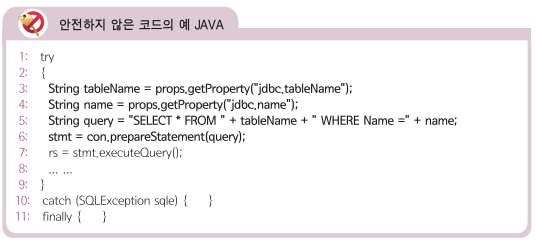 안전하지 않은 코드의 예 JAVA
1: try
2: {
3: String tableName = props.getProperty("jdbc.tableName");
4: String name = props.getProperty("jdbc.name");
5: String query = "SELECT * FROM " + tableName + " WHERE Name =" + name;
6: stmt = con.prepareStatement(query);
7: rs = stmt.executeQuery();
8: ... ...
9: }
10: catch (SQLException sqle) { }
11: finally { }